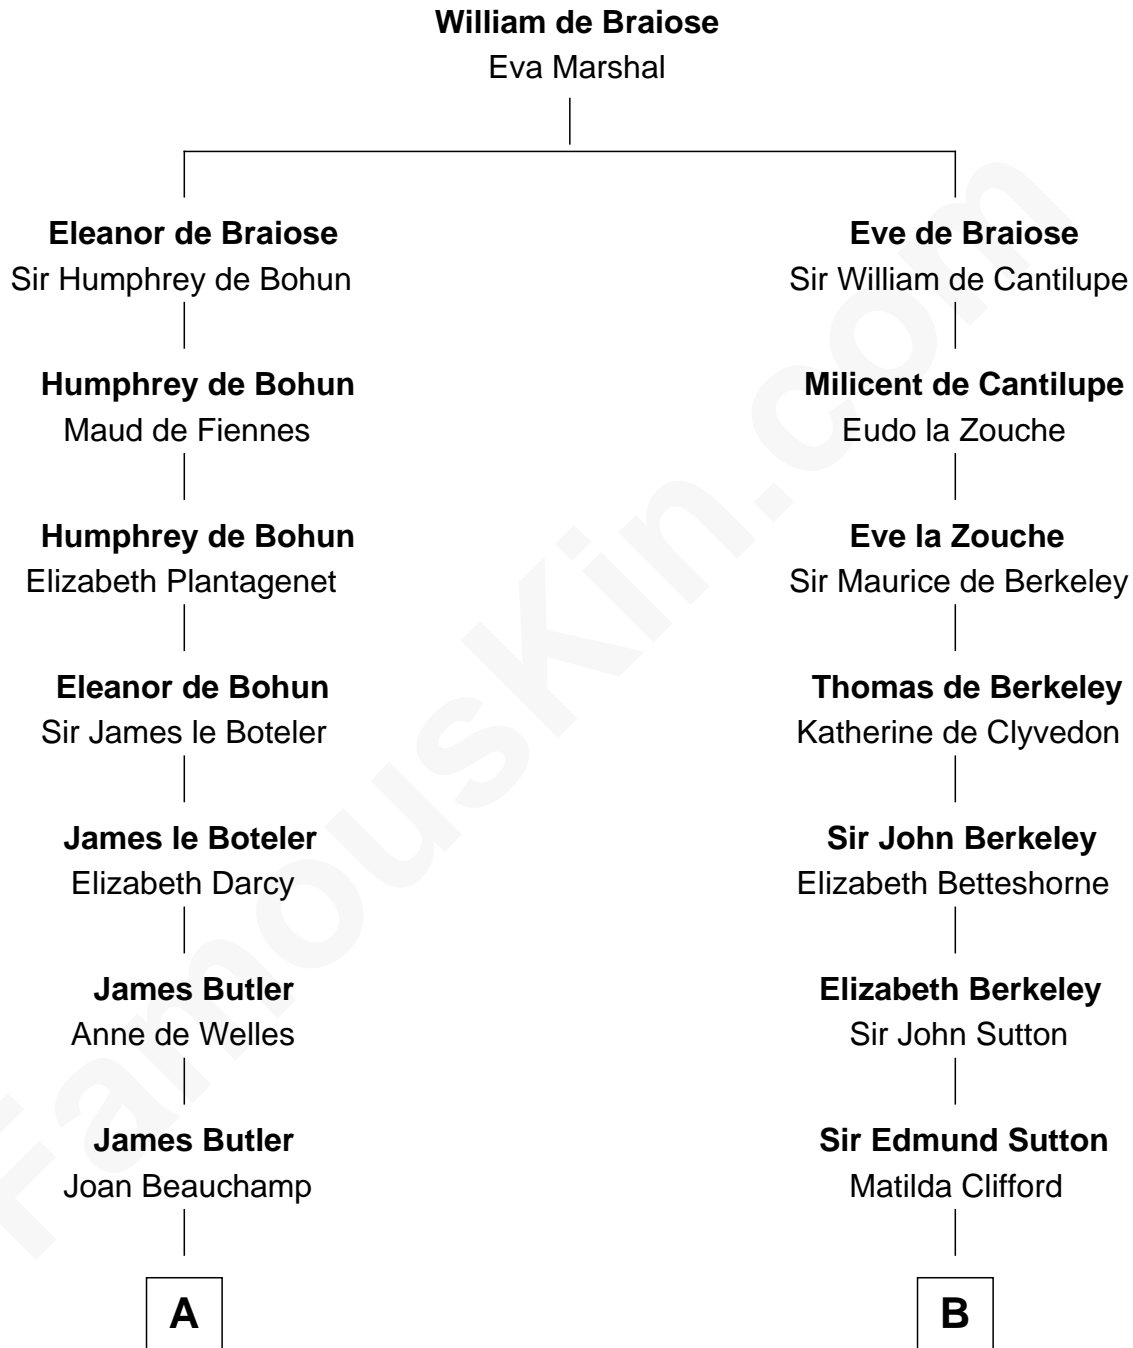 William de Braiose
Eva Marshal
Eleanor de Braiose
Sir Humphrey de Bohun
Eve de Braiose
Sir William de Cantilupe
Humphrey de Bohun
Maud de Fiennes
Milicent de Cantilupe
Eudo la Zouche
Humphrey de Bohun
Elizabeth Plantagenet
Eve la Zouche
Sir Maurice de Berkeley
Eleanor de Bohun
Sir James le Boteler
Thomas de Berkeley
Katherine de Clyvedon
James le Boteler
Elizabeth Darcy
Sir John Berkeley
Elizabeth Betteshorne
James Butler
Anne de Welles
Elizabeth Berkeley
Sir John Sutton
James Butler
Joan Beauchamp
Sir Edmund Sutton
Matilda Clifford
A
B
FamousKin.com